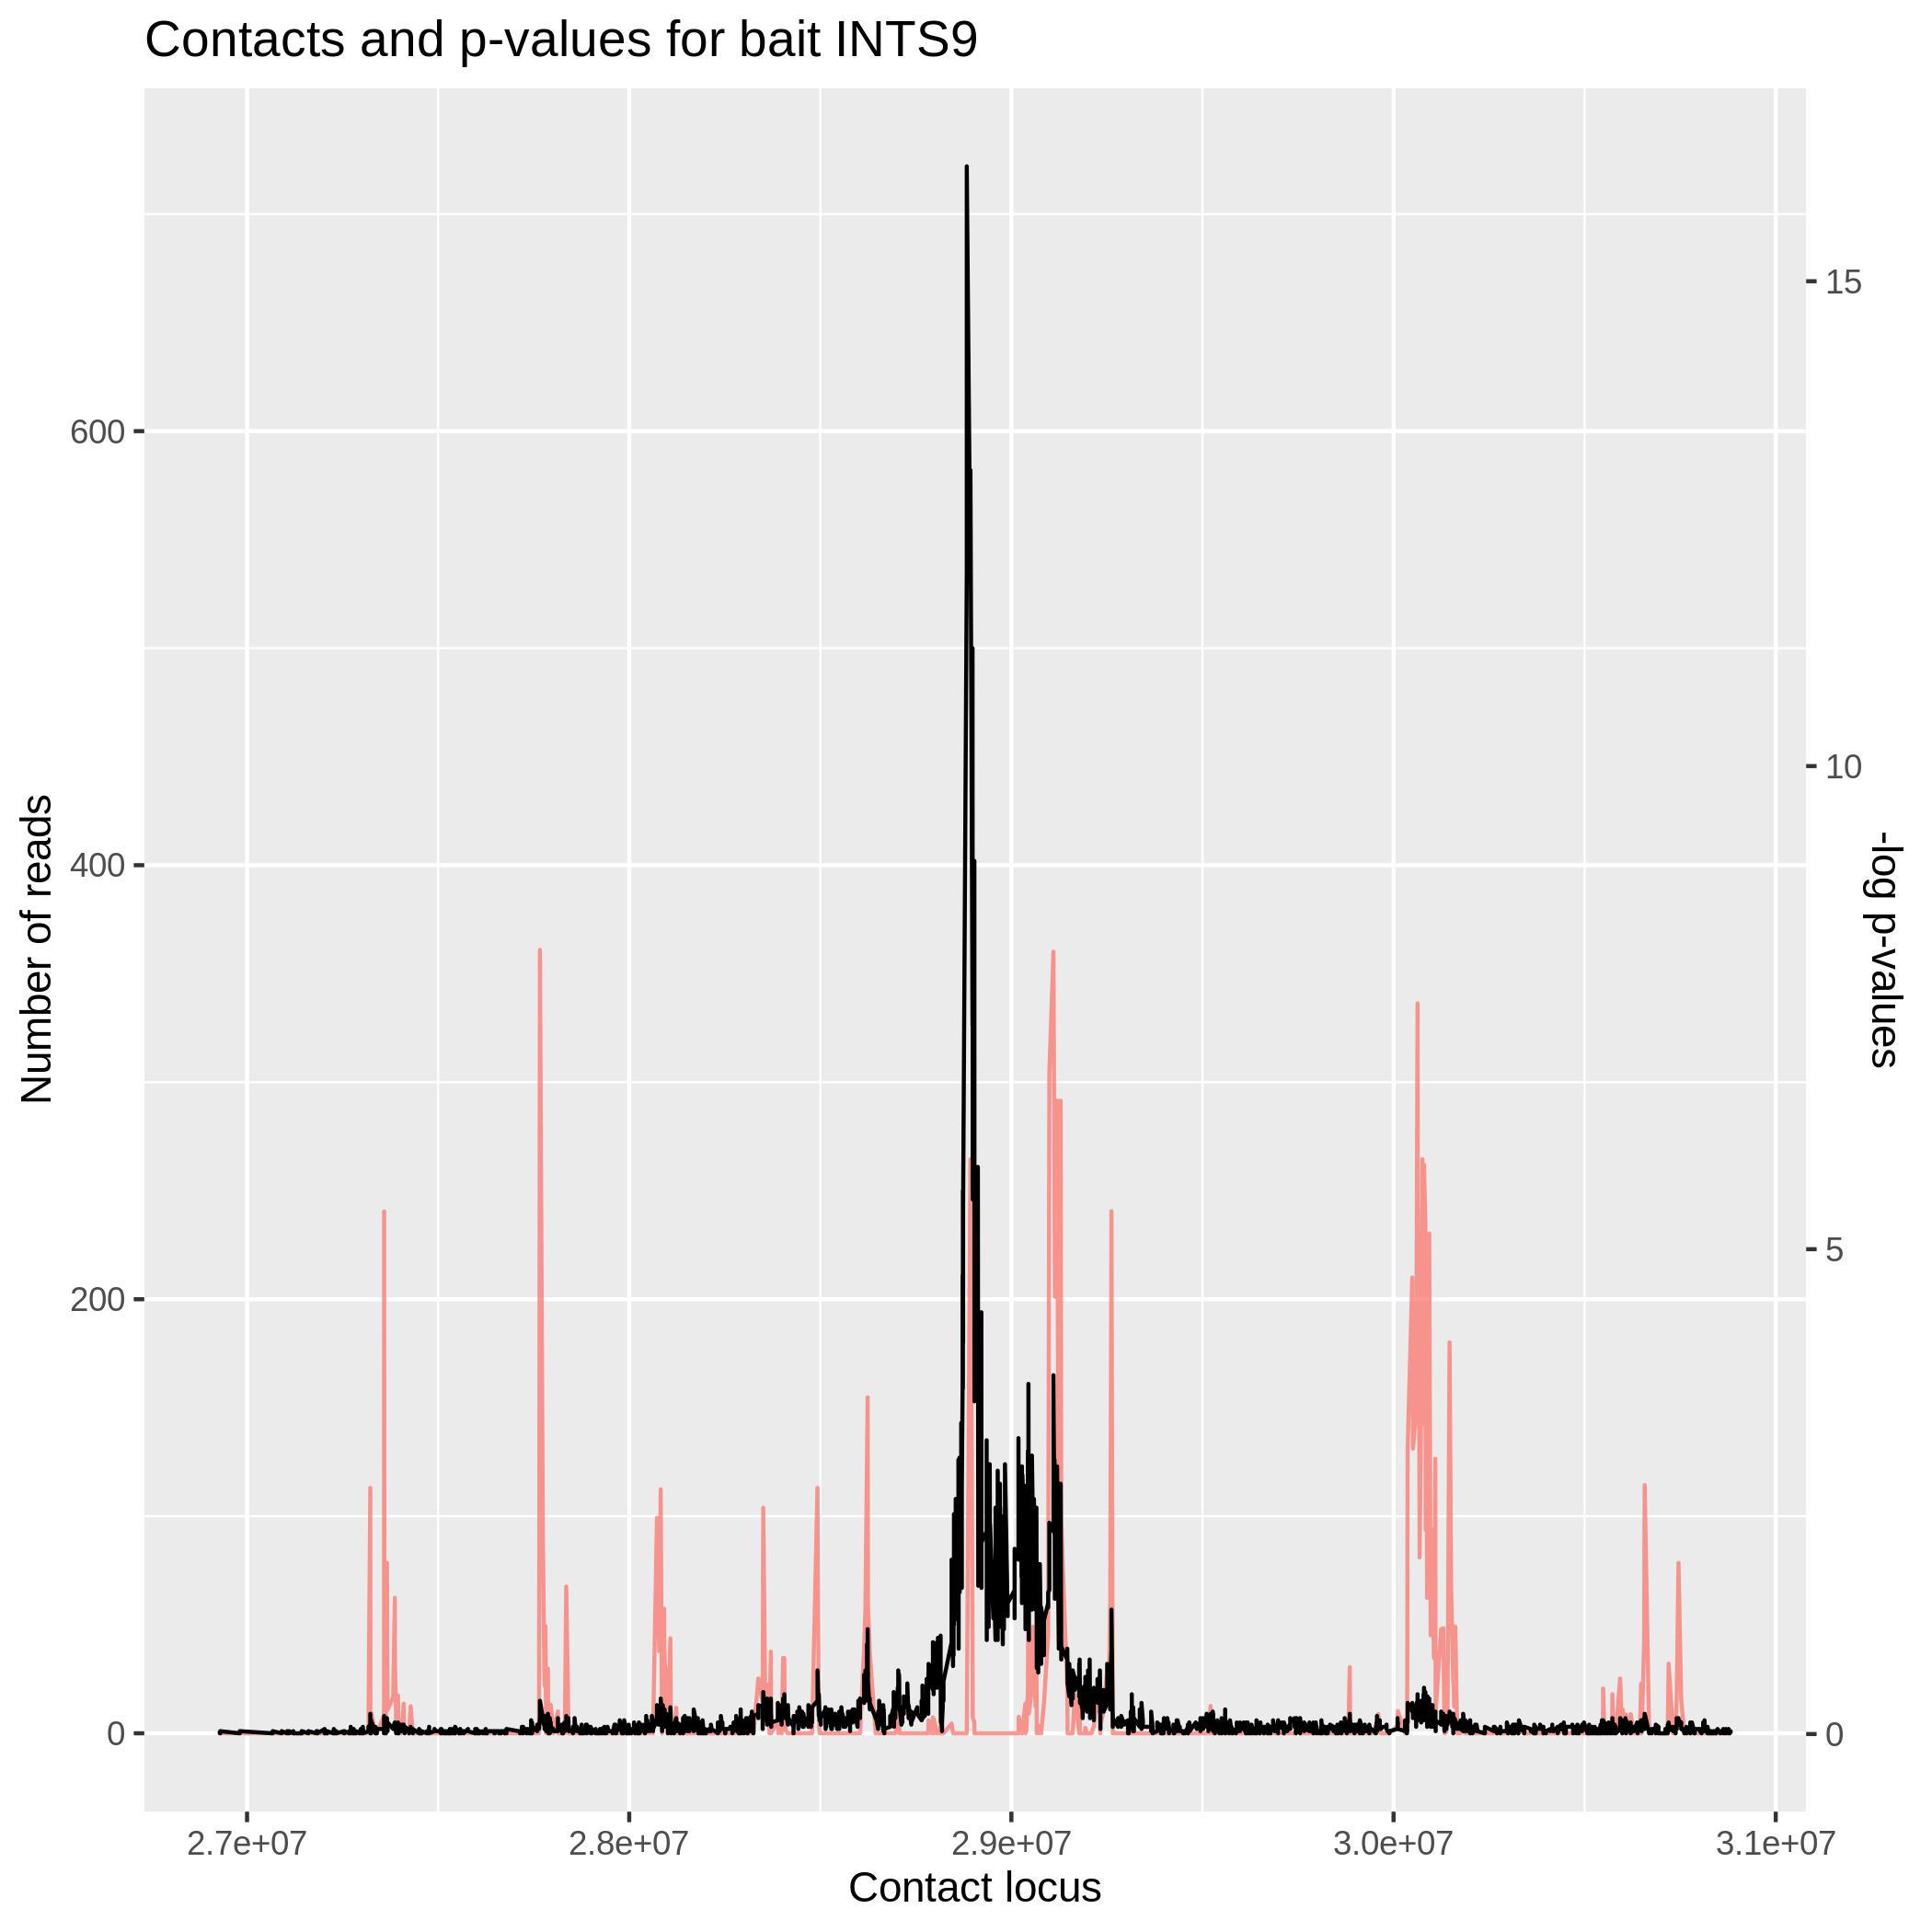 Contacts and p-values for bait INTS9
600
400
200
0
15
10
5
0
Number of reads
-log p-values
2.7e+07
2.8e+07
2.9e+07
3.0e+07
3.1e+07
Contact locus